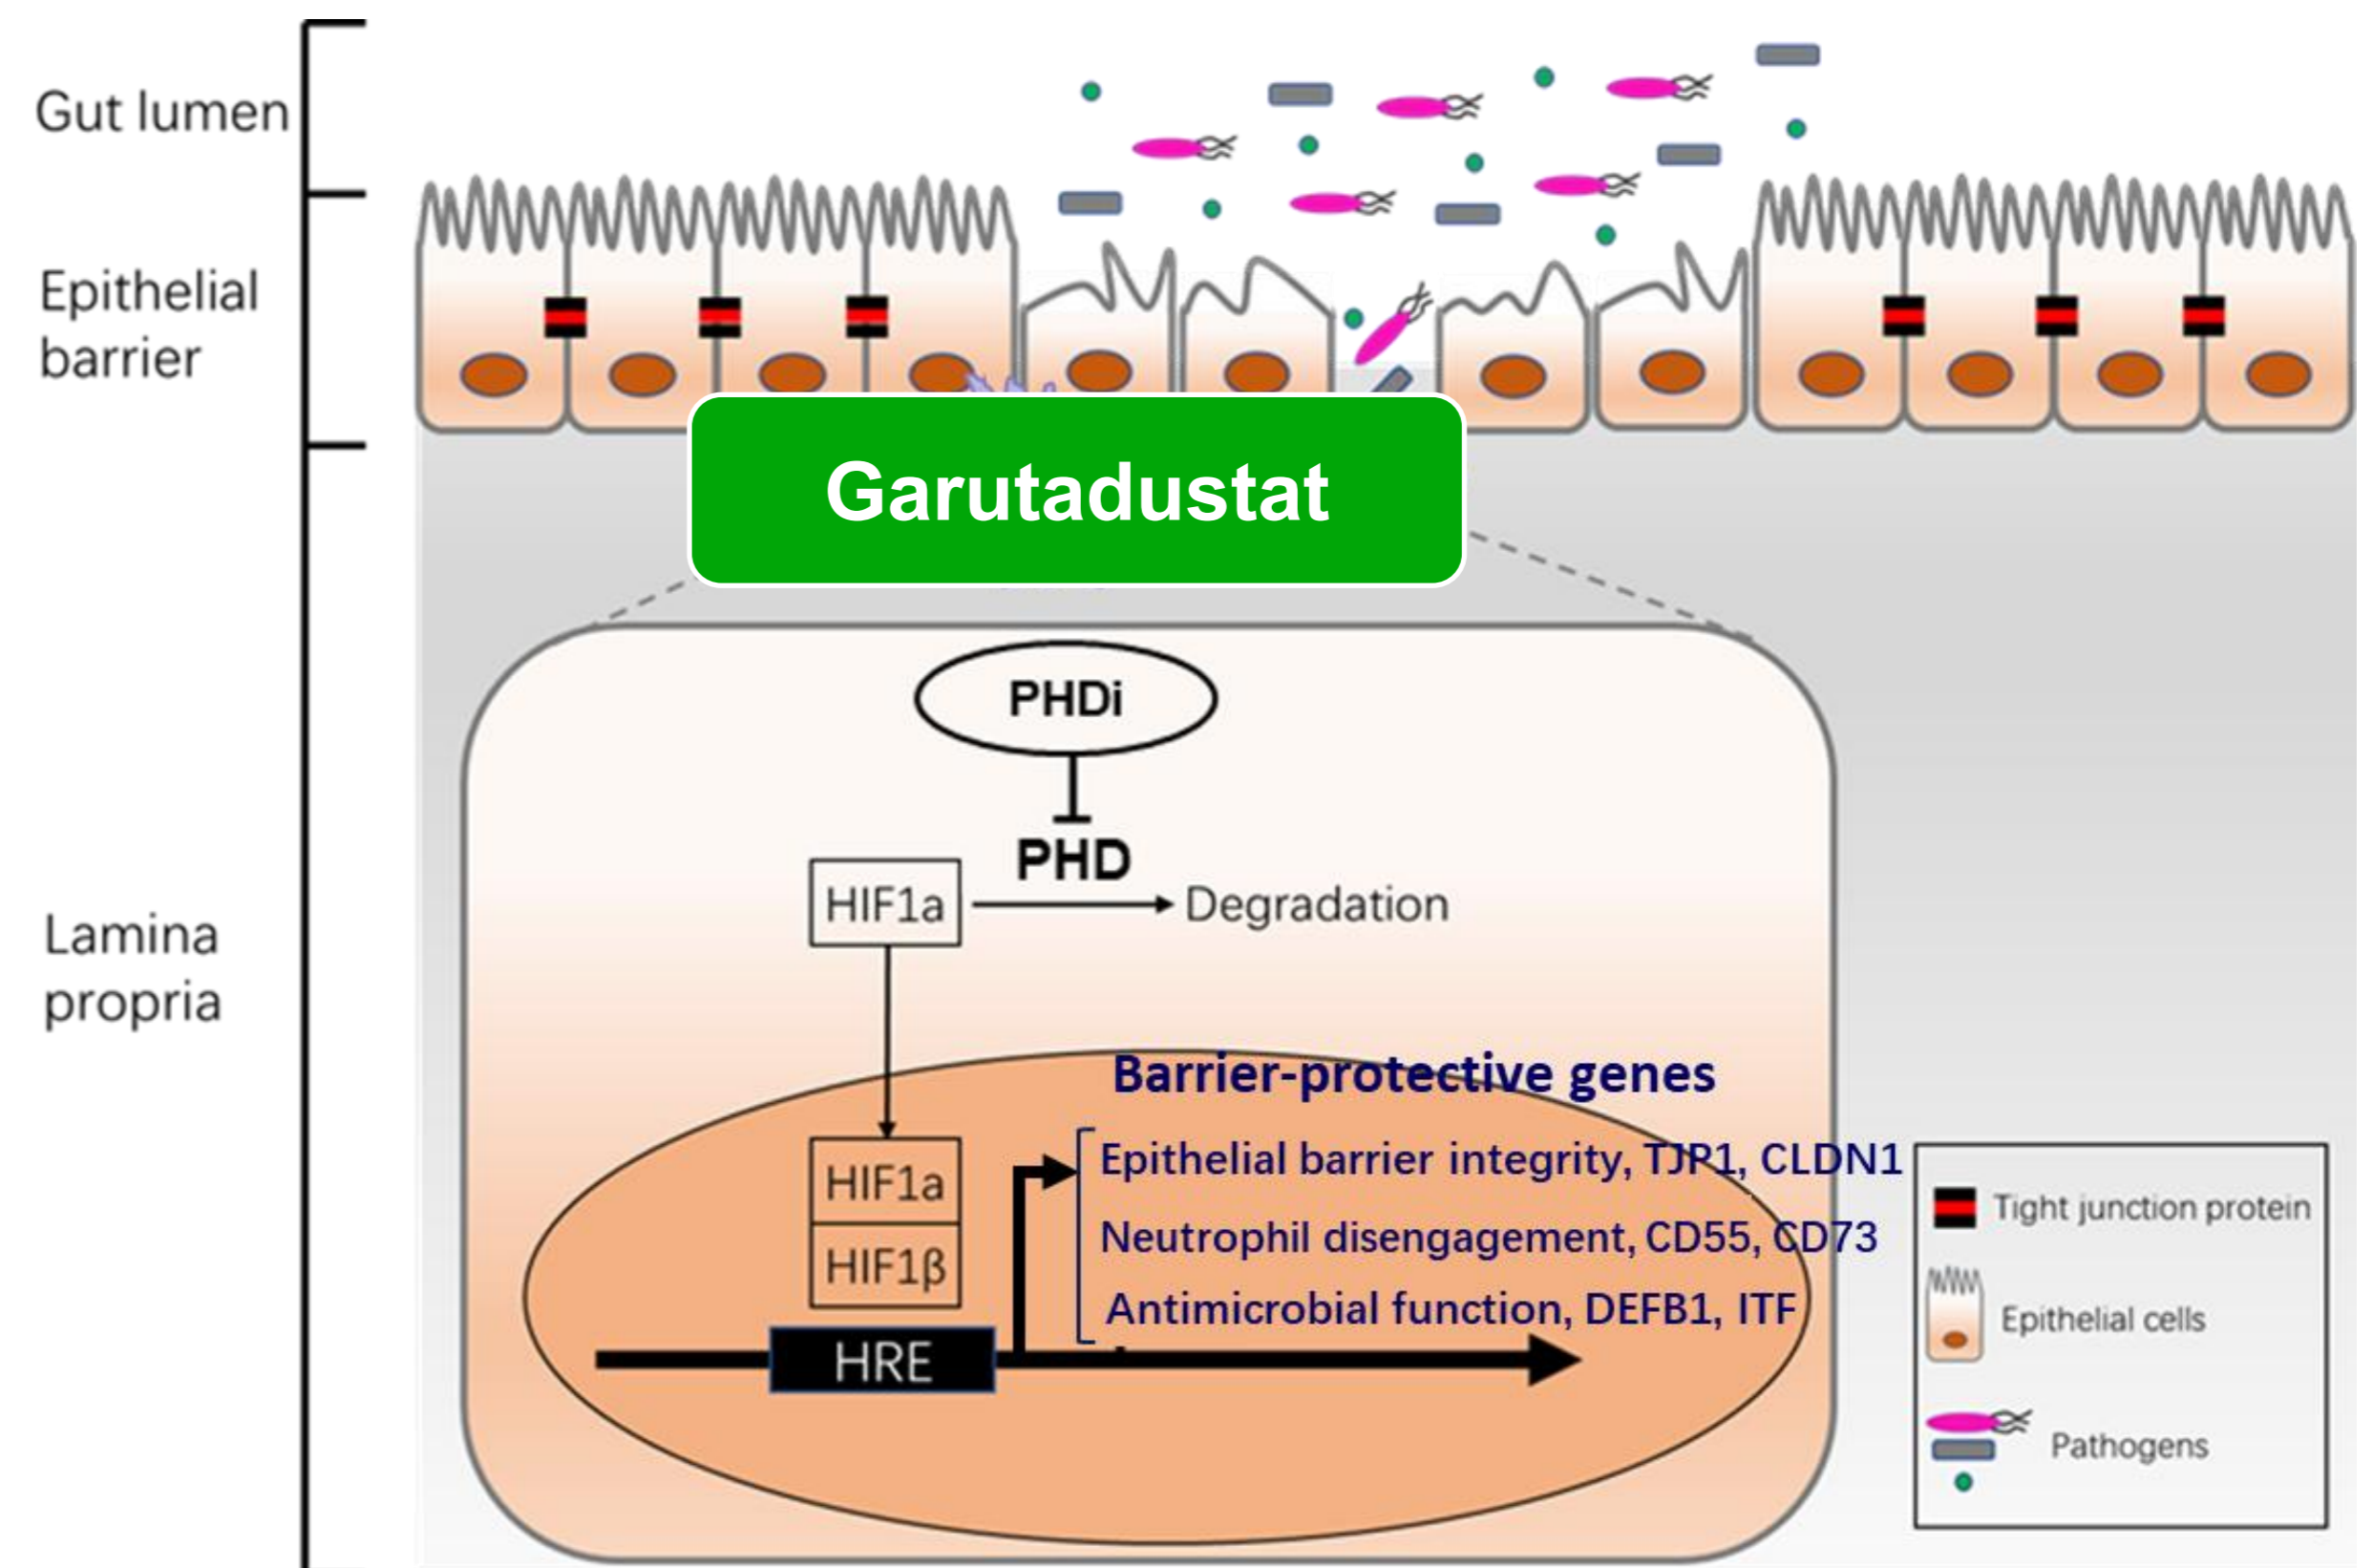 Gut lumen
Epithelial
barrier
Garutadustat
PHDi
PHD
HIF1a
Degradation
Lamina
propria
Barrier-protective genes
Epithelial barrier integrity, TJP1, CLDN1
HIF1a
Neutrophil disengagement, CD55, CD73
HIF1β
Antimicrobial function, DEFB1, ITF
HRE
Tight junction protein
Epithelial cells
Pathogens